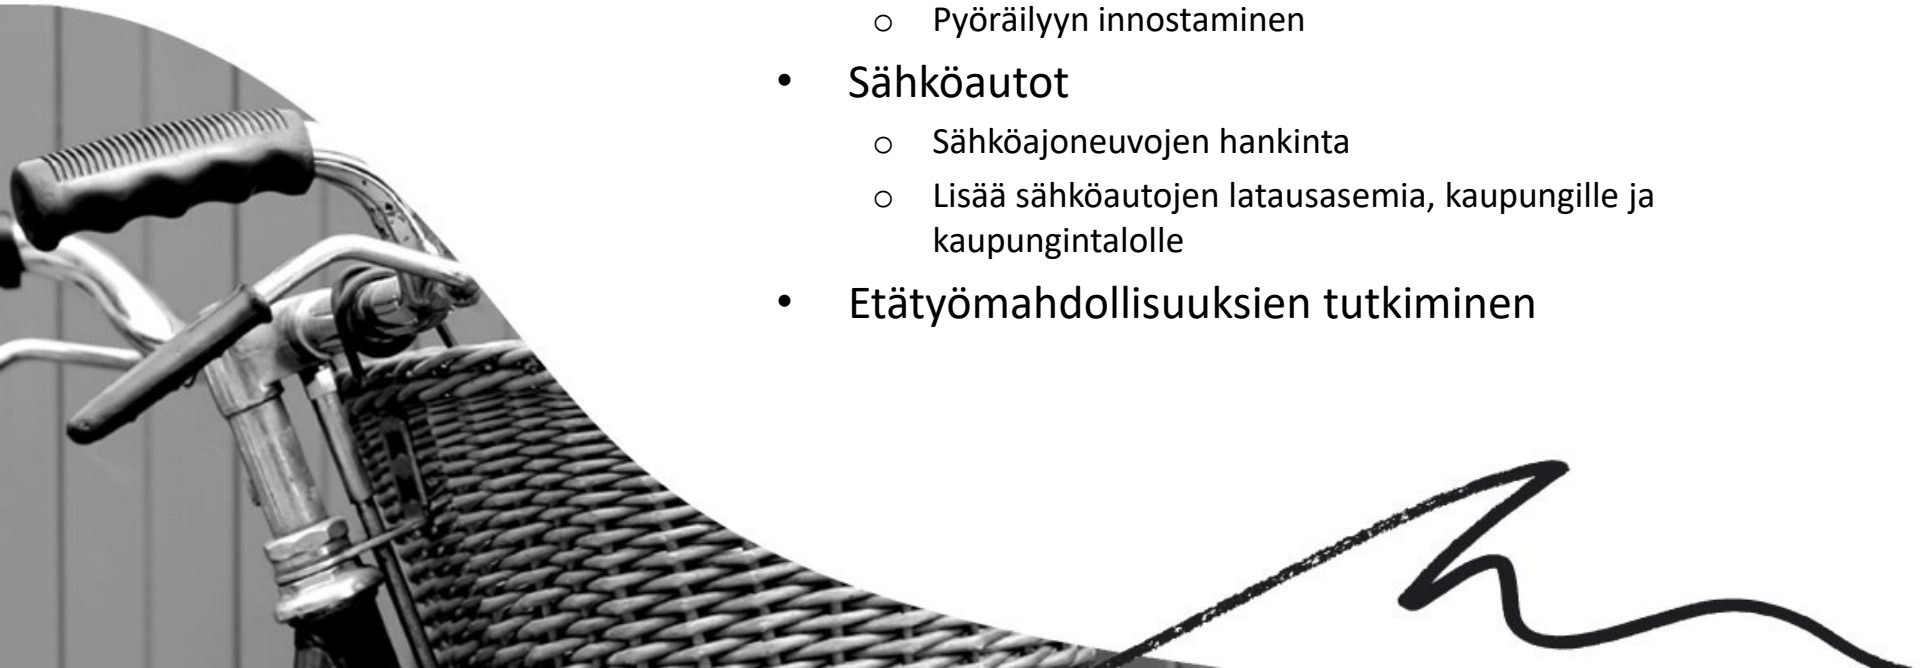 o Pyöräilyyn innostaminen
• Sähköautot
o Sähköajoneuvojen hankinta
o Lisää sähköautojen latausasemia, kaupungille ja
kaupungintalolle
• Etätyömahdollisuuksien tutkiminen